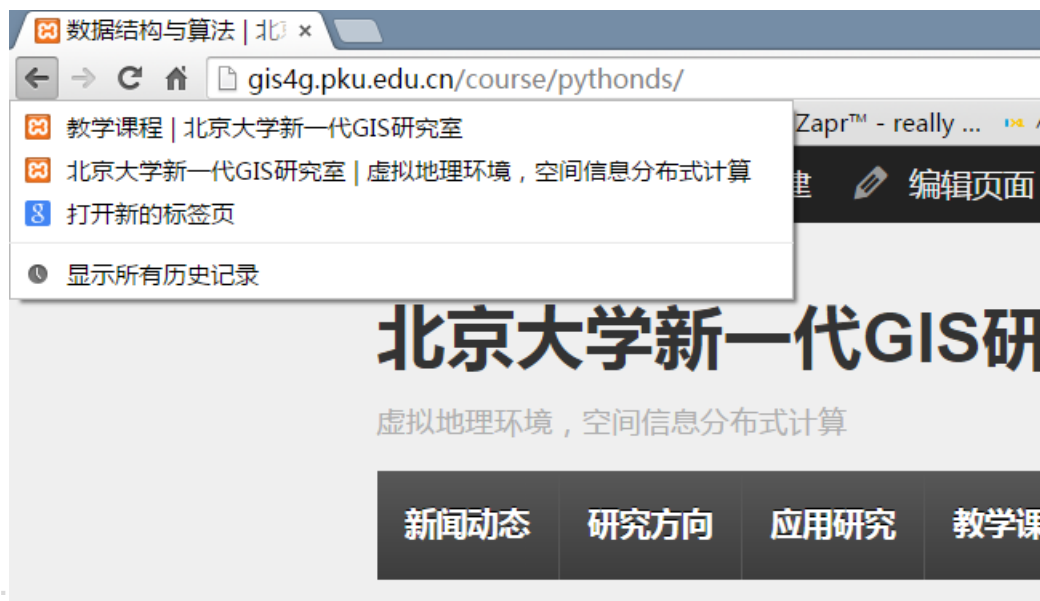 数据结构与算法 | 北
gis4g.pku.edu.cn/course/pythonds/
教学课程 | 北京大学新一代GIS研究室
Zapr™ - really ...
北京大学新一代GIS研究室 | 虚拟地理环境，空间信息分布式计算
建 编辑页面
打开新的标签页
显示所有历史记录
北京大学新一代GIS研
虚拟地理环境，空间信息分布式计算
新闻动态 研究方向 应用研究 教学课